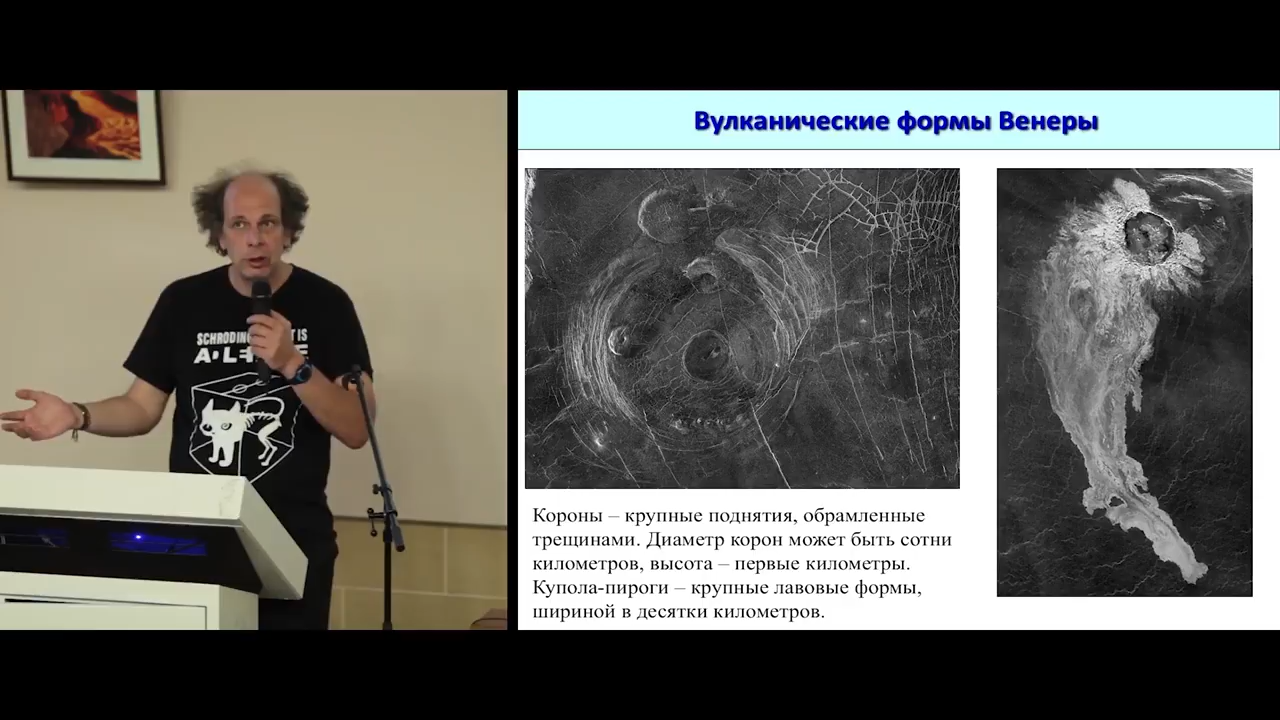 Вулканические формы Венеры
IS
Короны – крупные поднятия, обрамленные
трещинами. Диаметр корон может быть сотни
километров, высота – первые километры.
Купола-пироги – крупные лавовые формы,
шириной в десятки километров.